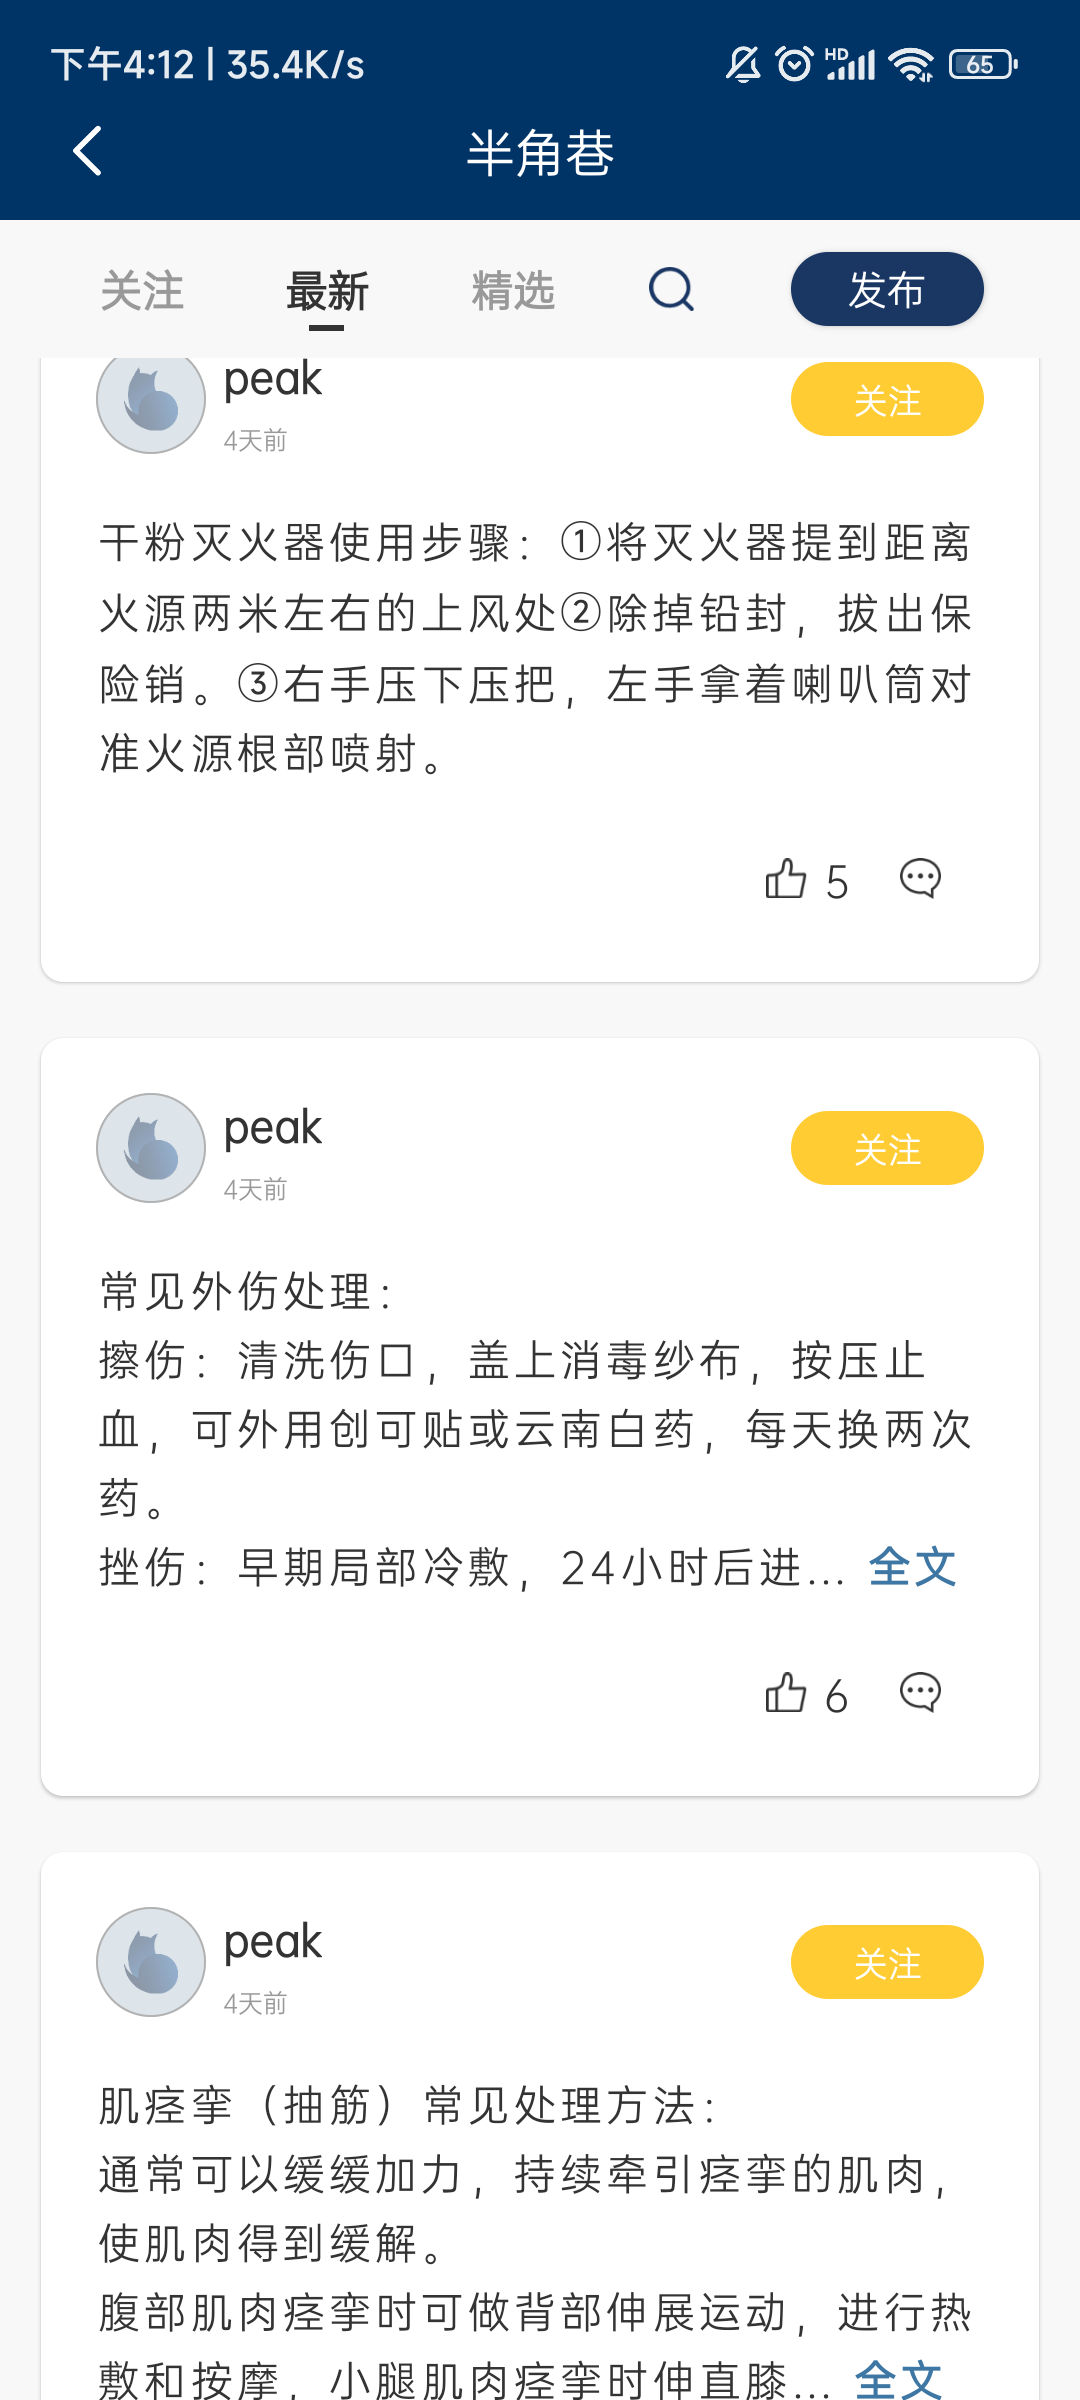 下午4:12 | 35.4K/s
HD
65
半角巷
关注 最新 精选 发布
peak
关注
4天前
干粉灭火器使用步骤：①将灭火器提到距离
火源两米左右的上风处②除掉铅封，拔出保
险销。③右手压下压把，左手拿着喇叭筒对
准火源根部喷射。
5
peak
关注
4天前
常见外伤处理：
擦伤：清洗伤口，盖上消毒纱布，按压止
血，可外用创可贴或云南白药，每天换两次
药。
挫伤：早期局部冷敷，24小时后进... 全文
6
peak
关注
4天前
肌痉挛（抽筋）常见处理方法：
通常可以缓缓加力，持续牵引痉挛的肌肉，
使肌肉得到缓解。
腹部肌肉痉挛时可做背部伸展运动，进行热
敷和按摩，小腿肌肉痉挛时伸直膝... 全文